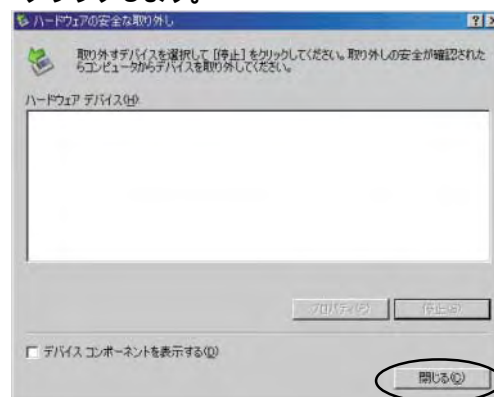 クリックします。
ハードウェアの安全な取り外し
取り外すデバイスを選択して [停止] をクリックしてください。取り外しの安全が確認された
らコンピュータからデバイスを取り外してください。
ハードウェア デバイス(H)
プロパティ(P) 停止(S)
デバイス コンポーネントを表示する(D)
閉じる(C)